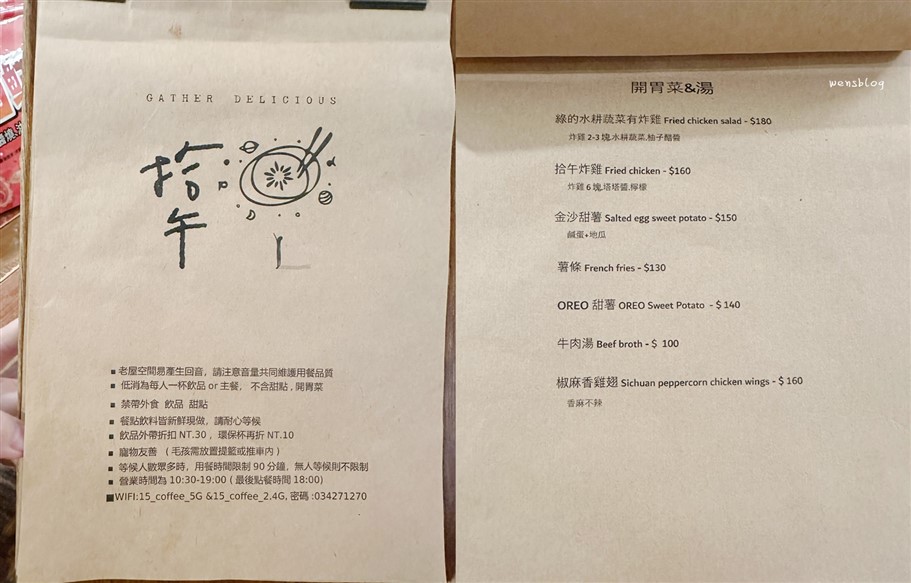 GATHER DELICIOUS
拾午
■ 老屋空間易產生回音，請注意音量共同維護用餐品質
■ 低消為每人一杯飲品 or 主餐， 不含甜點 , 開胃菜
■ 禁帶外食 飲品 甜點
■ 餐點飲料皆新鮮現做，請耐心等候
■ 飲品外帶折扣 NT.30 ，環保杯再折 NT.10
■ 寵物友善 （ 毛孩需放置提籃或推車內 ）
■ 等候人數眾多時，用餐時間限制 90 分鐘，無人等候則不限制
■ 營業時間為 10:30-19:00 ( 最後點餐時間 18:00)
■WIFI:15_coffee_5G &15_coffee_2.4G, 密碼 :034271270
wensblog
開胃菜&湯
綠的水耕蔬菜有炸雞 Fried chicken salad - $180
炸雞 2-3 塊,水耕蔬菜,柚子醋醬
拾午炸雞 Fried chicken - $160
炸雞 6 塊,塔塔醬,檸檬
金沙甜薯 Salted egg sweet potato - $150
鹹蛋+地瓜
薯條 French fries - $130
OREO 甜薯 OREO Sweet Potato - $ 140
牛肉湯 Beef broth - $ 100
椒麻香雞翅 Sichuan peppercorn chicken wings - $ 160
香麻不辣